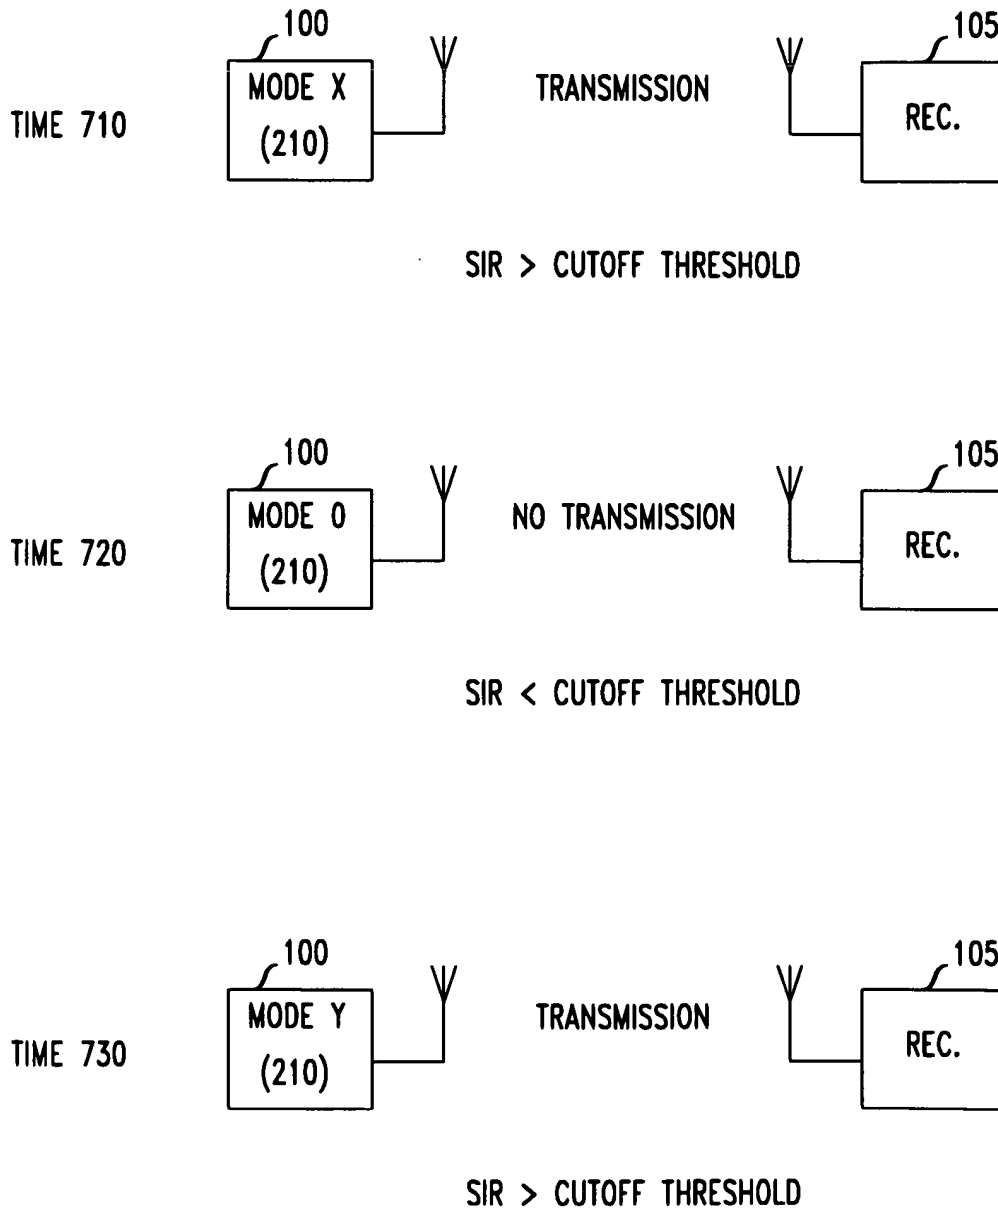 100
105
TIME 710
MODE X
(210)
TRANSMISSION
REC.
SIR > CUTOFF THRESHOLD
100
105
TIME 720
MODE 0
(210)
NO TRANSMISSION
REC.
SIR < CUTOFF THRESHOLD
100
105
TIME 730
MODE Y
(210)
TRANSMISSION
REC.
SIR > CUTOFF THRESHOLD